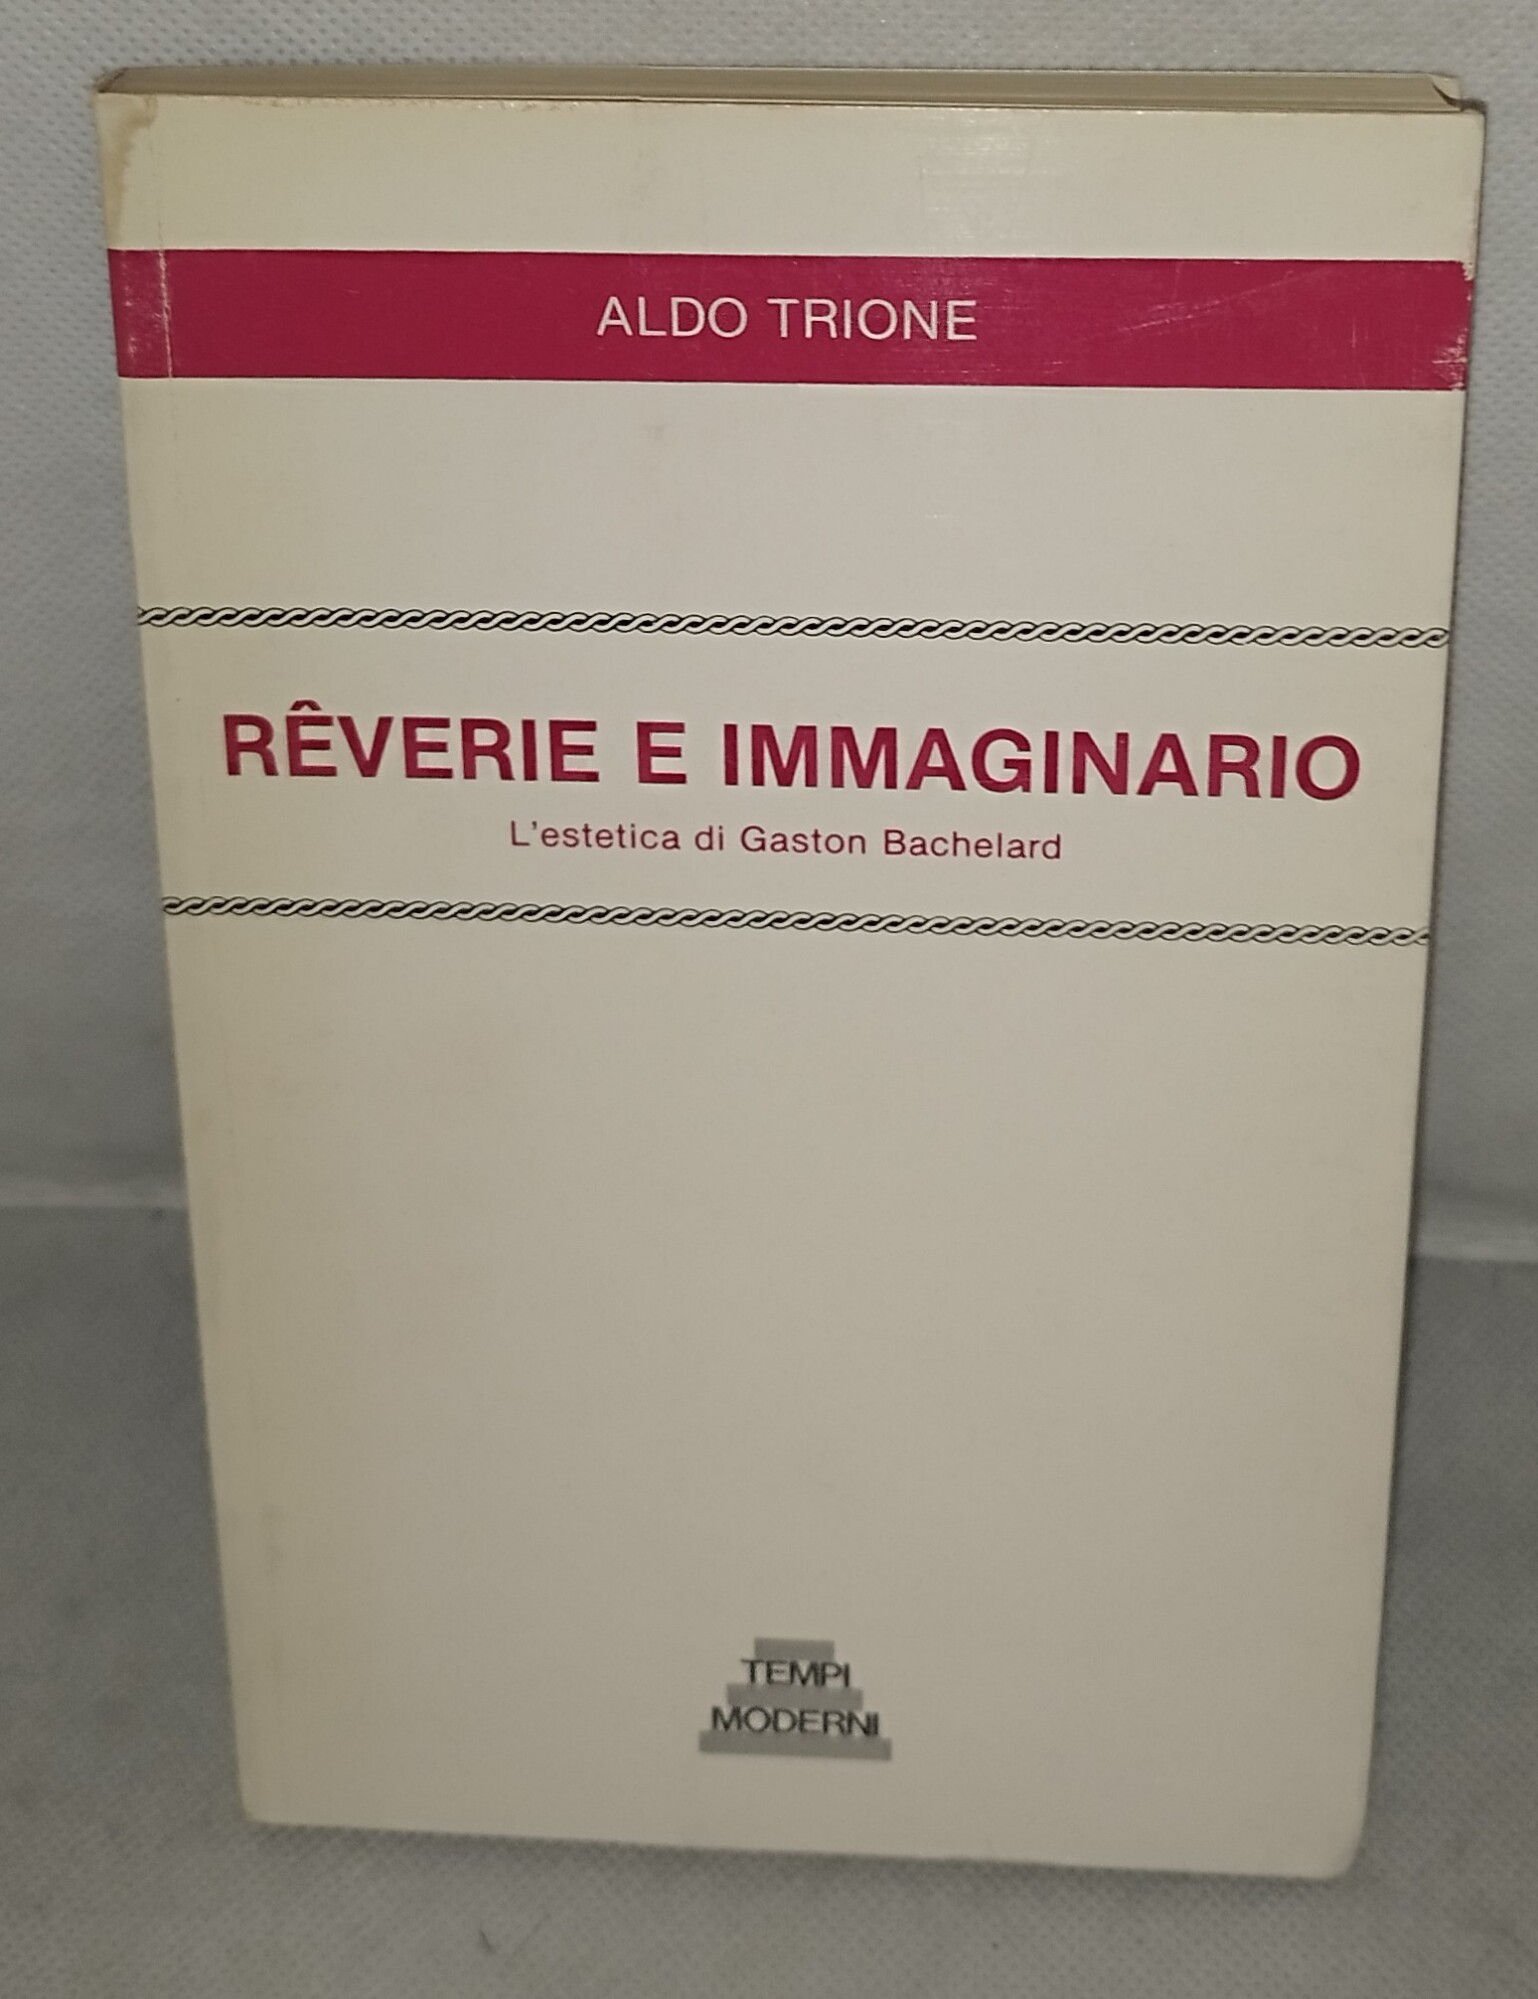 ALDO TRIONE
RÊVERIE E IMMAGINARIO
L'estetica di Gaston Bachelard
TEMPI
MODERNI